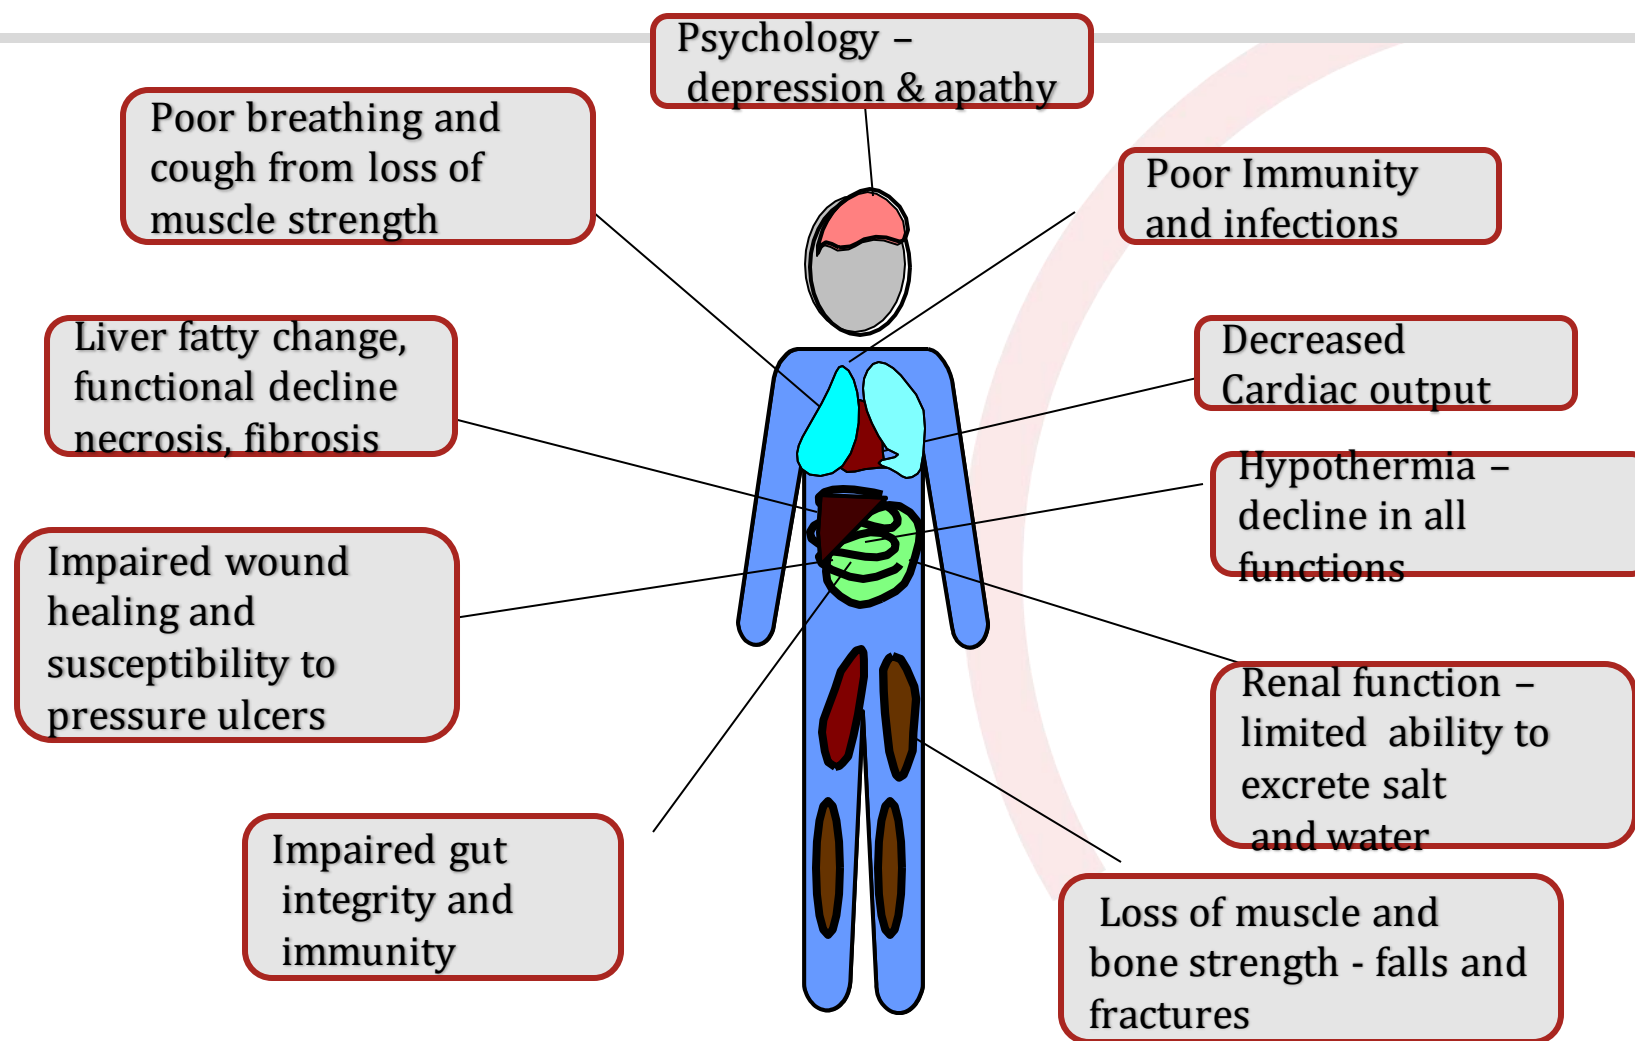 Psychology –
depression & apathy
Poor breathing and
cough from loss of
muscle strength
Poor Immunity
and infections
Liver fatty change,
functional decline
necrosis, fibrosis
Decreased
Cardiac output
Hypothermia –
decline in all
functions
Impaired wound
healing and
susceptibility to
pressure ulcers
Renal function –
limited ability to
excrete salt
and water
Impaired gut
integrity and
immunity
Loss of muscle and
bone strength - falls and
fractures